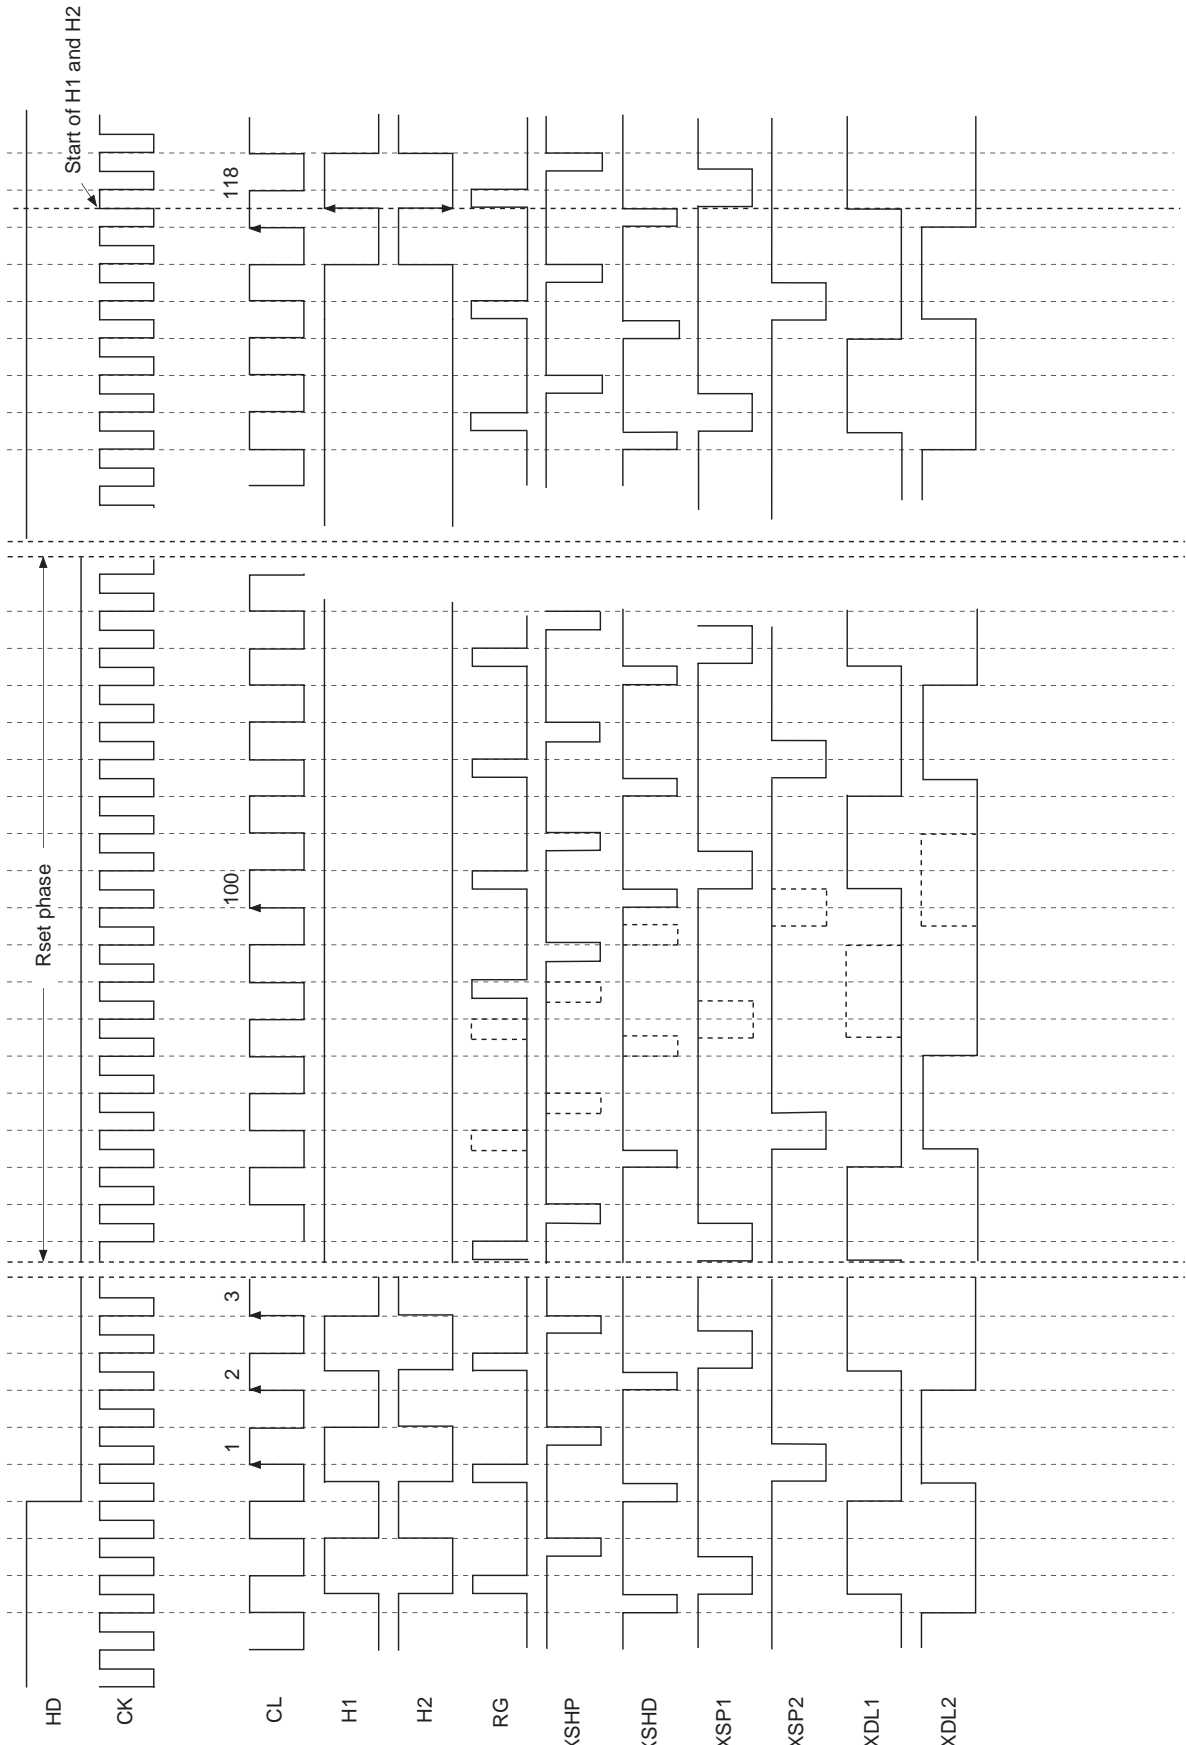 HD
CK
CL
H1
H2
RG
XSHP
XSHD
XSP1
XSP2
XDL1
XDL2
1
2
3
Rset phase
100
118
Start of H1 and H2